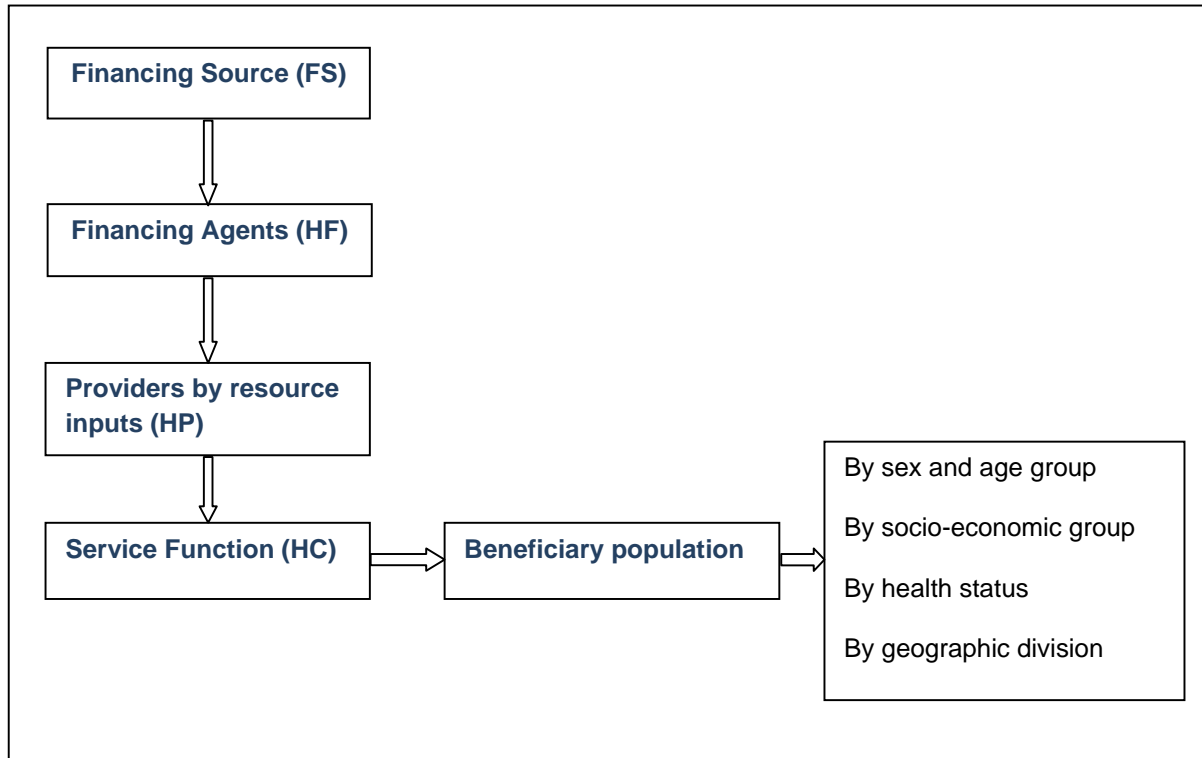 Financing Source (FS)
Financing Agents (HF)
Providers by resource
inputs (HP)
Service Function (HC)
Beneficiary population
By sex and age group
By socio-economic group
By health status
By geographic division